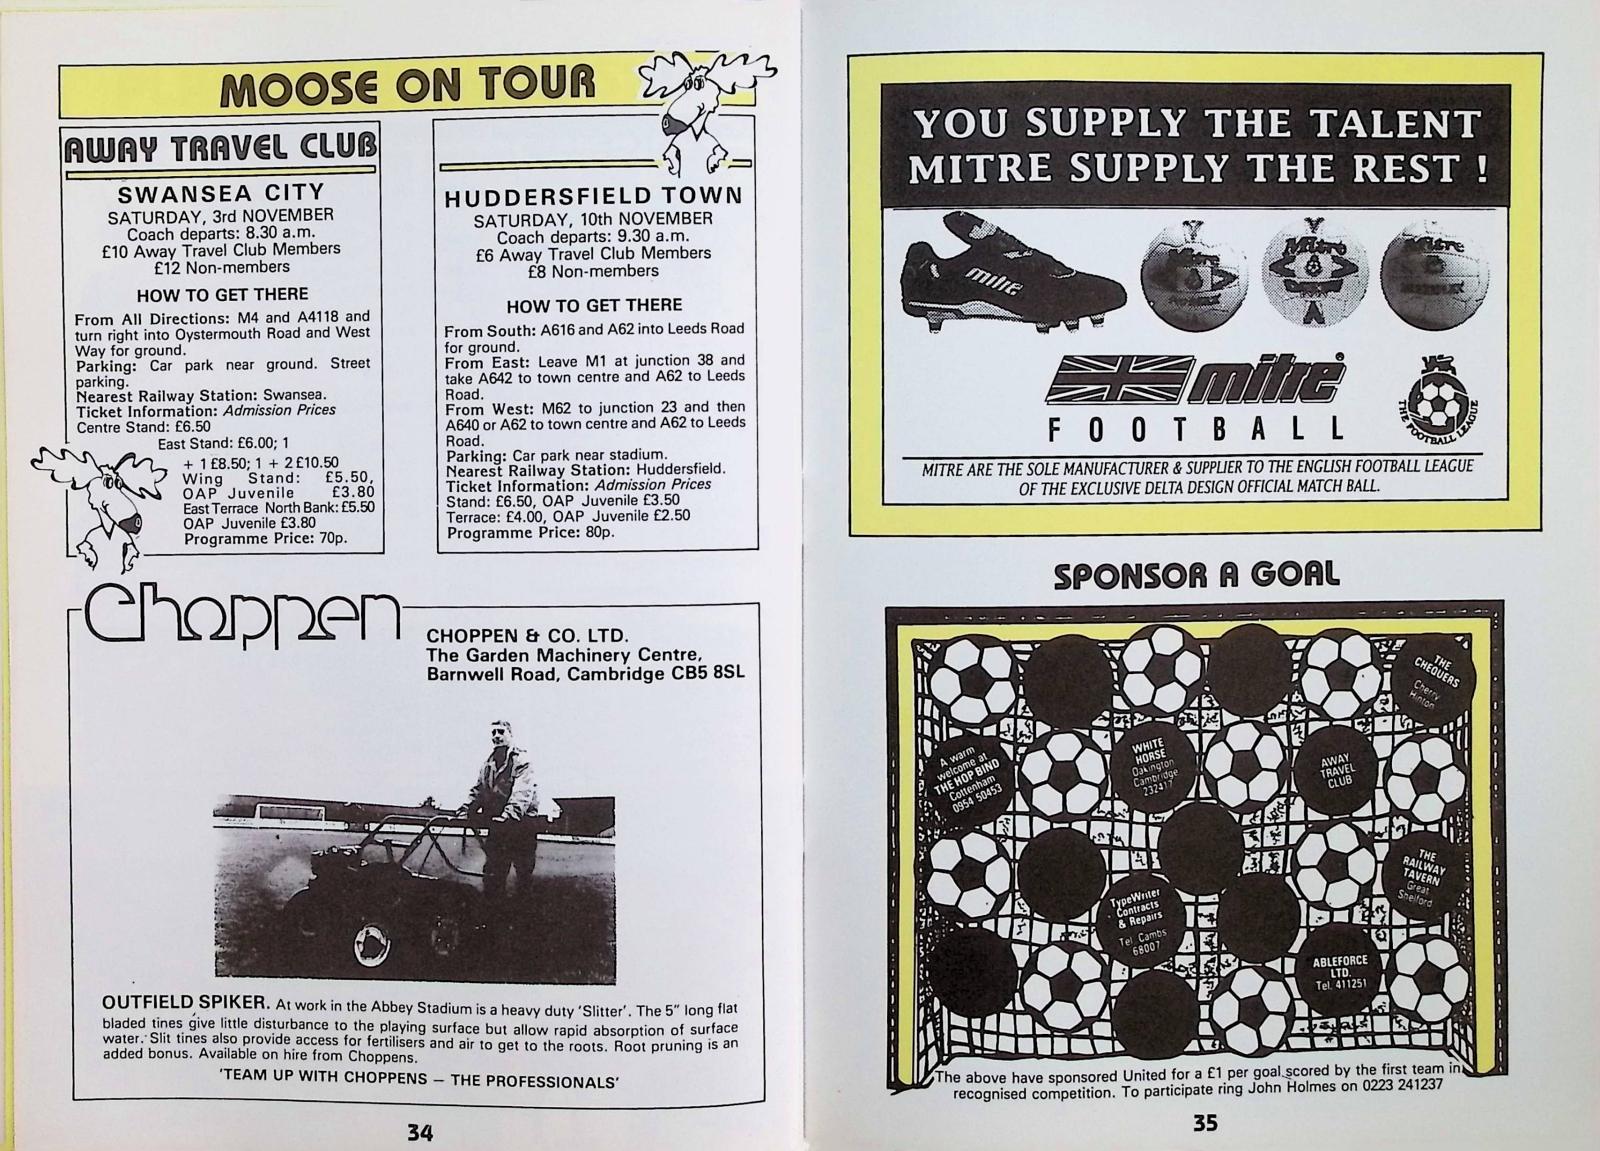 MOOSE ON TOUR
AWAY TRAVEL CLUB
SWANSEA CITY
SATURDAY, 3rd NOVEMBER
Coach departs: 8.30 a.m.
£10 Away Travel Club Members
£12 Non-members
HOW TO GET THERE
From All Directions: M4 and A4118 and
turn right into Oystermouth Road and West
Way for ground.
Parking: Car park near ground. Street
parking.
Nearest Railway Station: Swansea.
Ticket Information: Admission Prices
Centre Stand: £6.50
East Stand: £6.00; 1
+ 1 £8.50; 1 + 2 £10.50
Wing Stand: £5.50,
OAP Juvenile £3.80
East Terrace North Bank: £5.50
OAP Juvenile £3.80
Programme Price: 70p.
HUDDERSFIELD TOWN
SATURDAY, 10th NOVEMBER
Coach departs: 9.30 a.m.
£6 Away Travel Club Members
£8 Non-members
HOW TO GET THERE
From South: A616 and A62 into Leeds Road
for ground.
From East: Leave M1 at junction 38 and
take A642 to town centre and A62 to Leeds
Road.
From West: M62 to junction 23 and then
A640 or A62 to town centre and A62 to Leeds
Road.
Parking: Car park near stadium.
Nearest Railway Station: Huddersfield.
Ticket Information: Admission Prices
Stand: £6.50, OAP Juvenile £3.50
Terrace: £4.00, OAP Juvenile £2.50
Programme Price: 80p.
Choppen
CHOPPEN & CO. LTD.
The Garden Machinery Centre,
Barnwell Road, Cambridge CB5 8SL
OUTFIELD SPIKER. At work in the Abbey Stadium is a heavy duty 'Slitter'. The 5" long flat
bladed tines give little disturbance to the playing surface but allow rapid absorption of surface
water. Slit tines also provide access for fertilisers and air to get to the roots. Root pruning is an
added bonus. Available on hire from Choppens.
'TEAM UP WITH CHOPPENS — THE PROFESSIONALS'
34
YOU SUPPLY THE TALENT
MITRE SUPPLY THE REST !
mitre
Mitre
Mitre
Mitre
mitre
FOOTBALL
THE FOOTBALL LEAGUE
MITRE ARE THE SOLE MANUFACTURER & SUPPLIER TO THE ENGLISH FOOTBALL LEAGUE
OF THE EXCLUSIVE DELTA DESIGN OFFICIAL MATCH BALL.
SPONSOR A GOAL
THE
CHEQUERS
Cherry
Hinton
A warm
welcome at
THE HOP BIND
Cottenham
0954 50453
WHITE
HORSE
Oakington
Cambridge
232417
AWAY
TRAVEL
CLUB
THE
RAILWAY
TAVERN
Great
Shelford
TypeWriter
Contracts
& Repairs
Tel. Cambs
68007
ABLEFORCE
LTD.
Tel. 411251
The above have sponsored United for a £1 per goal scored by the first team in
recognised competition. To participate ring John Holmes on 0223 241237
35